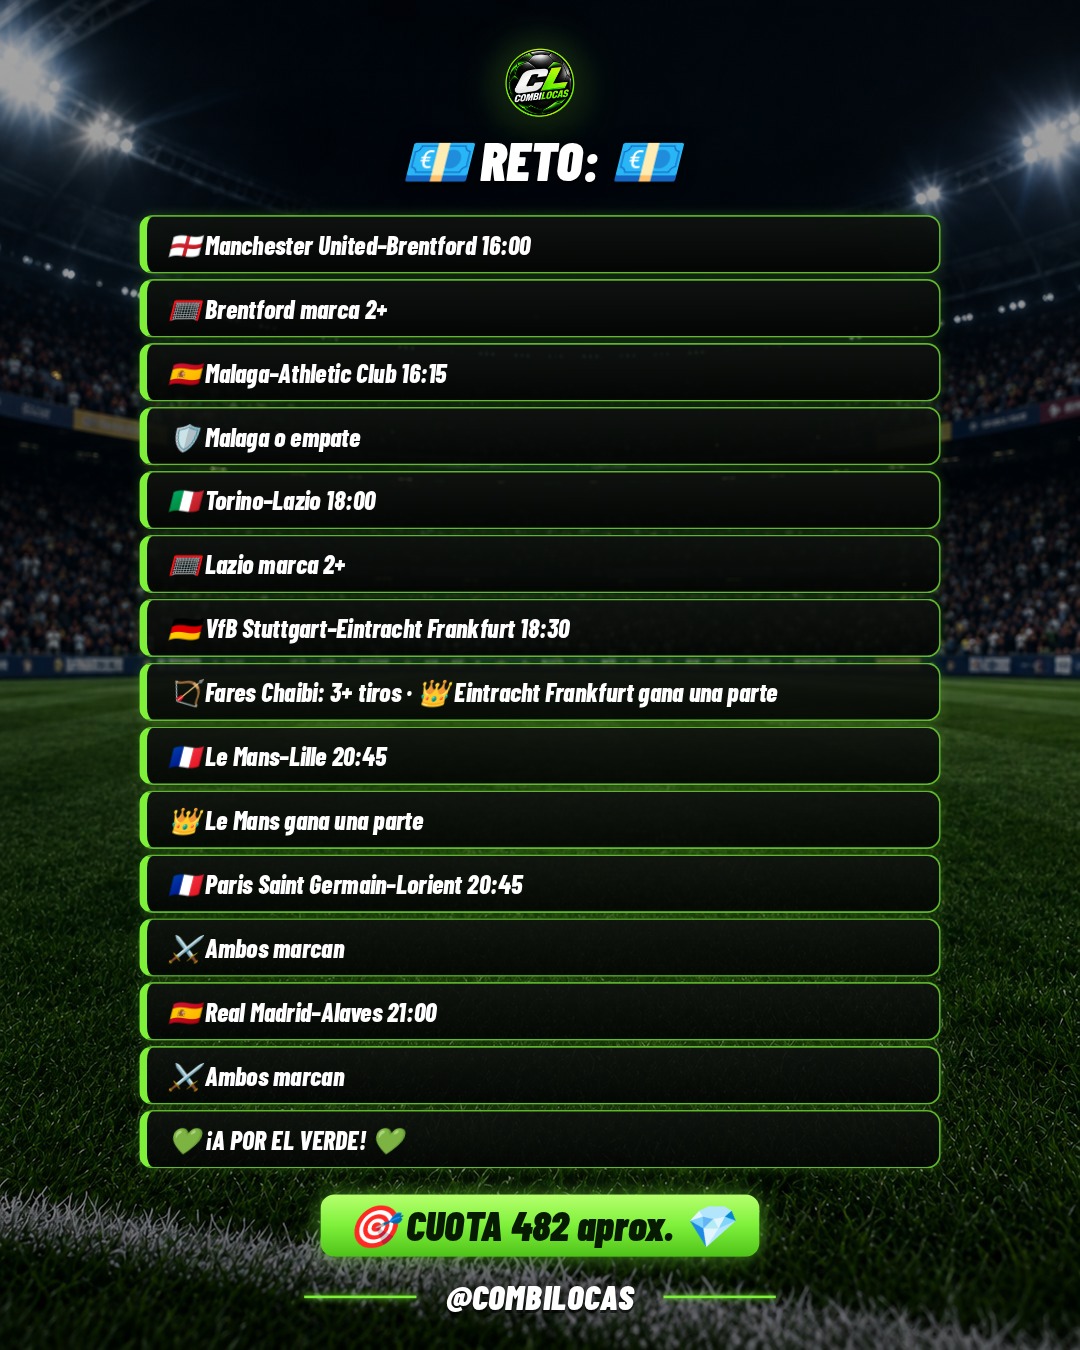 CL
COMBILOCAS
💶 RETO: 💶
🏴󠁧󠁢󠁥󠁮󠁧󠁿 Manchester United-Brentford 16:00
🥅 Brentford marca 2+
🇪🇸 Malaga-Athletic Club 16:15
🛡️ Malaga o empate
🇮🇹 Torino-Lazio 18:00
🥅 Lazio marca 2+
🇩🇪 VfB Stuttgart-Eintracht Frankfurt 18:30
🏹 Fares Chaibi: 3+ tiros · 👑 Eintracht Frankfurt gana una parte
🇫🇷 Le Mans-Lille 20:45
👑 Le Mans gana una parte
🇫🇷 Paris Saint Germain-Lorient 20:45
⚔️ Ambos marcan
🇪🇸 Real Madrid-Alaves 21:00
⚔️ Ambos marcan
💚 ¡A POR EL VERDE! 💚
🎯 CUOTA 482 aprox. 💎
@COMBILOCAS